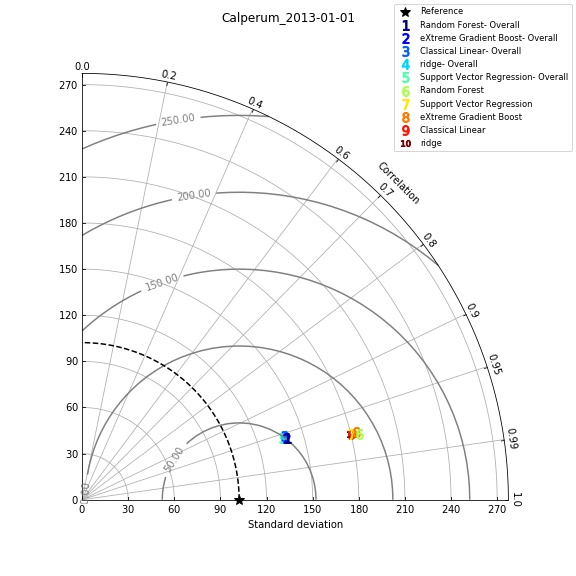 Calperum_2013-01-01
Reference
1 Random Forest- Overall
2 eXtreme Gradient Boost- Overall
3 Classical Linear- Overall
4 ridge- Overall
5 Support Vector Regression- Overall
6 Random Forest
7 Support Vector Regression
8 eXtreme Gradient Boost
9 Classical Linear
10 ridge
0.0
0.2
0.4
0.6
Correlation
0.7
0.8
0.9
0.95
0.99
1.0
270
240
210
180
150
120
90
60
30
0
250.00
200.00
150.00
50.00
1
0 30 60 90 120 150 180 210 240 270
Standard deviation